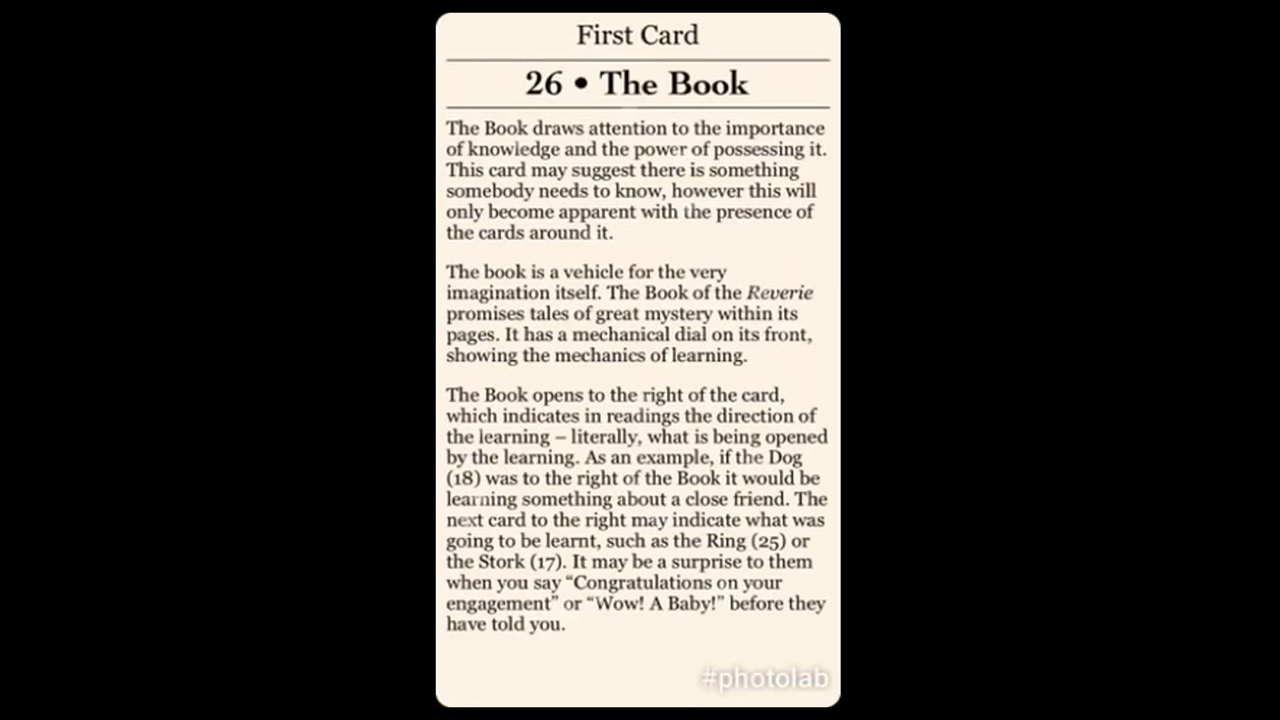 First Card
26 • The Book
The Book draws attention to the importance
of knowledge and the power of possessing it.
This card may suggest there is something
somebody needs to know, however this will
only become apparent with the presence of
the cards around it.
The book is a vehicle for the very
imagination itself. The Book of the Reverie
promises tales of great mystery within its
pages. It has a mechanical dial on its front,
showing the mechanics of learning.
The Book opens to the right of the card,
which indicates in readings the direction of
the learning – literally, what is being opened
by the learning. As an example, if the Dog
(18) was to the right of the Book it would be
learning something about a close friend. The
next card to the right may indicate what was
going to be learnt, such as the Ring (25) or
the Stork (17). It may be a surprise to them
when you say “Congratulations on your
engagement” or “Wow! A Baby!” before they
have told you.
#photolab